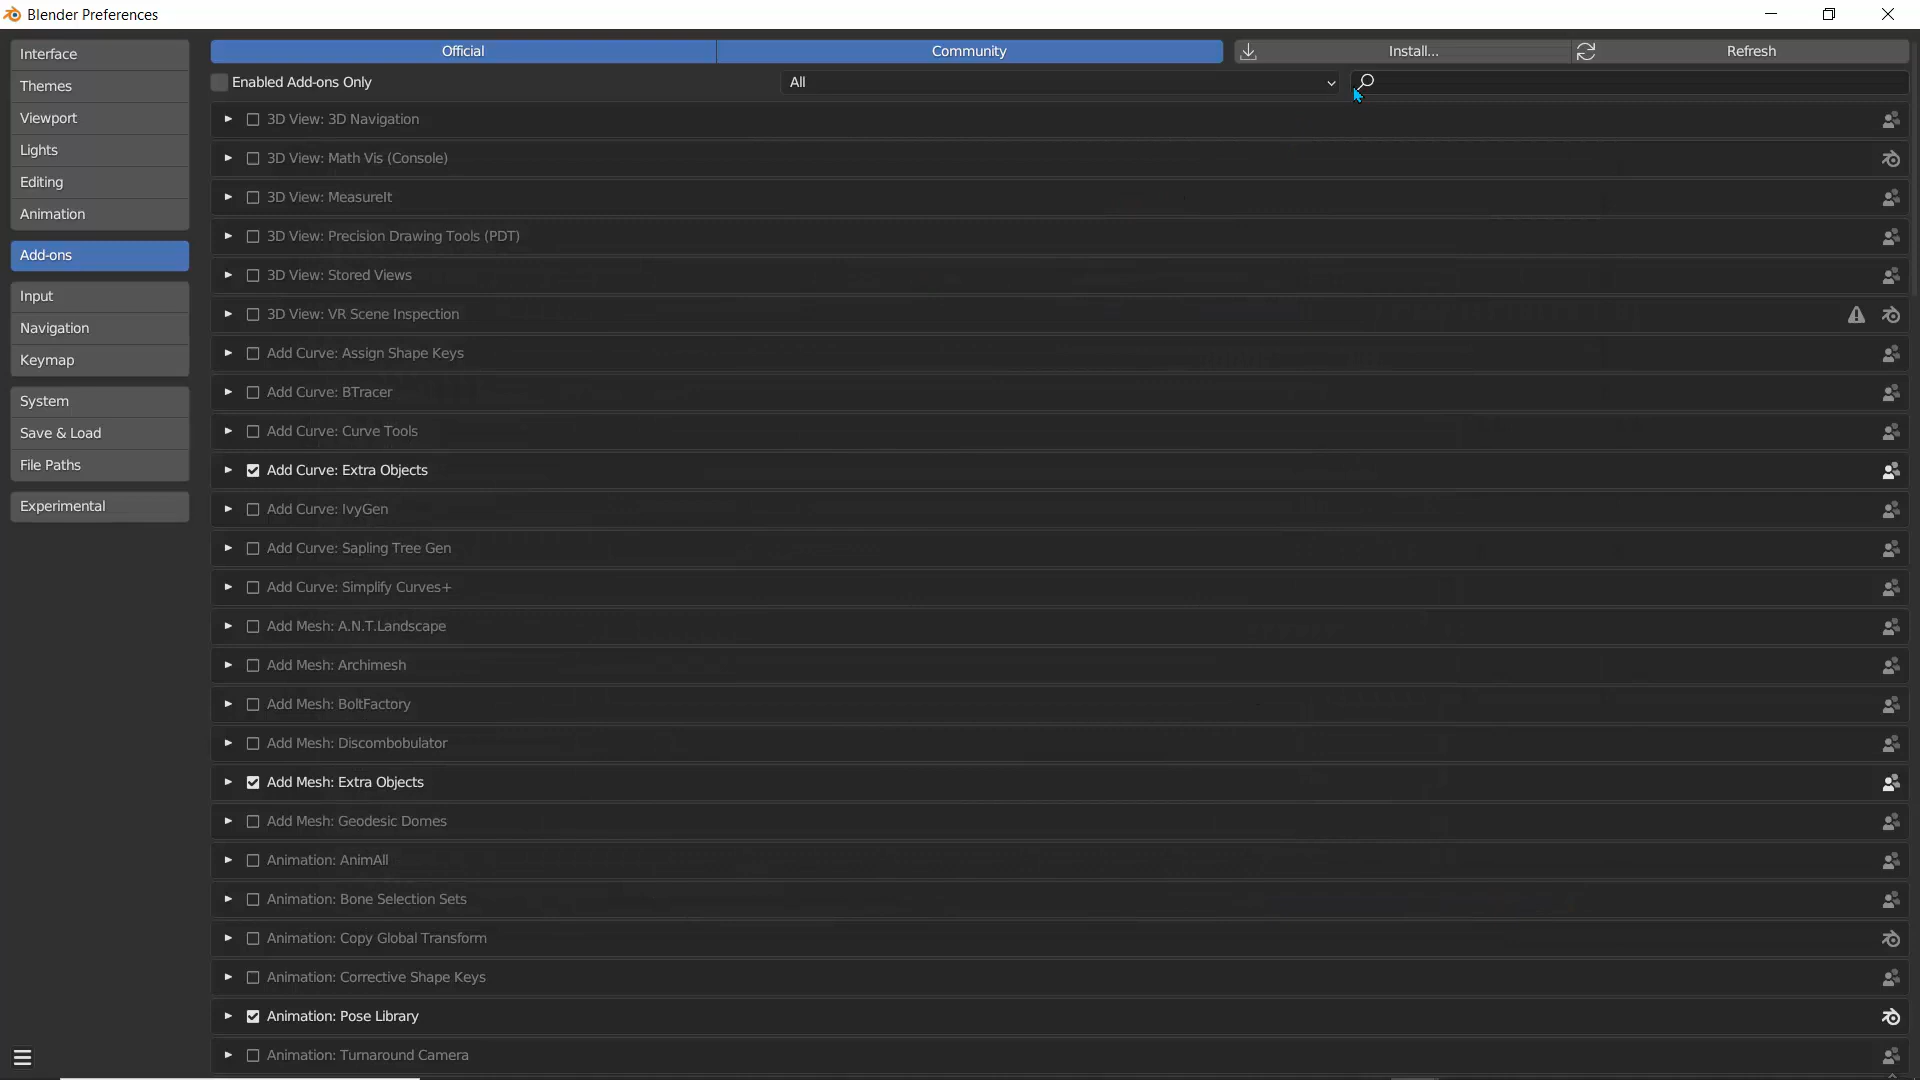 Blender Preferences
Interface
Themes
Viewport
Lights
Editing
Animation
Add-ons
Input
Navigation
Keymap
System
Save & Load
File Paths
Experimental
Official
Community
Install...
Refresh
Enabled Add-ons Only
All
3D View: 3D Navigation
3D View: Math Vis (Console)
3D View: MeasureIt
3D View: Precision Drawing Tools (PDT)
3D View: Stored Views
3D View: VR Scene Inspection
Add Curve: Assign Shape Keys
Add Curve: BTracer
Add Curve: Curve Tools
Add Curve: Extra Objects
Add Curve: IvyGen
Add Curve: Sapling Tree Gen
Add Curve: Simplify Curves+
Add Mesh: A.N.T.Landscape
Add Mesh: Archimesh
Add Mesh: BoltFactory
Add Mesh: Discombobulator
Add Mesh: Extra Objects
Add Mesh: Geodesic Domes
Animation: AnimAll
Animation: Bone Selection Sets
Animation: Copy Global Transform
Animation: Corrective Shape Keys
Animation: Pose Library
Animation: Turnaround Camera